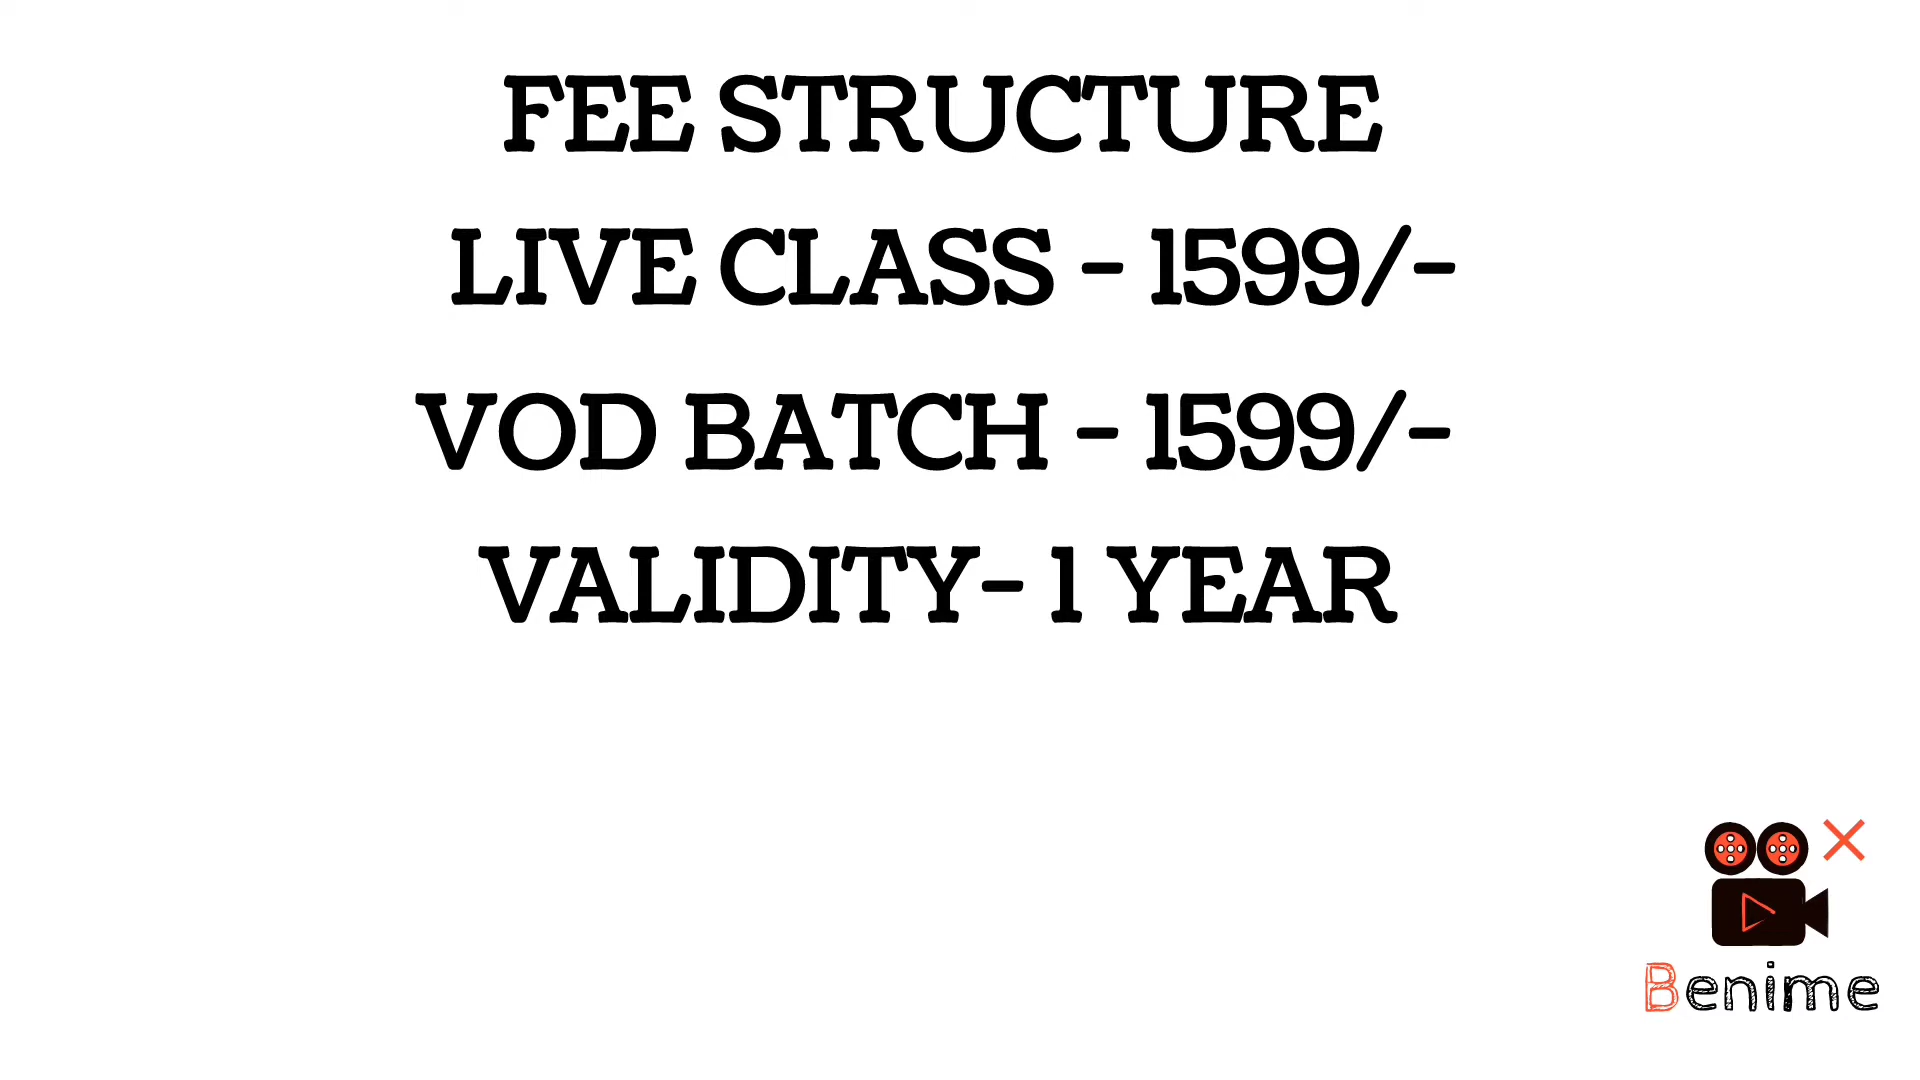 FEE STRUCTURE
LIVE CLASS - 1599/-
VOD BATCH - 1599/-
VALIDITY- 1 YEAR
Benime